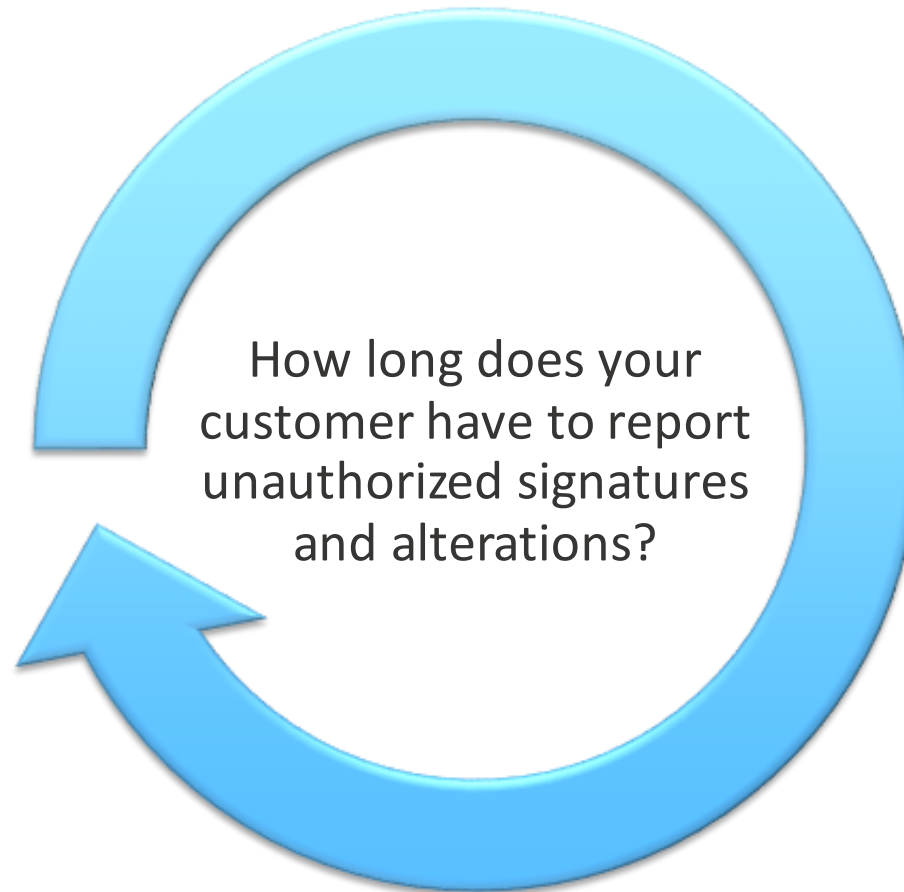 How long does your
customer have to report
unauthorized signatures
and alterations?